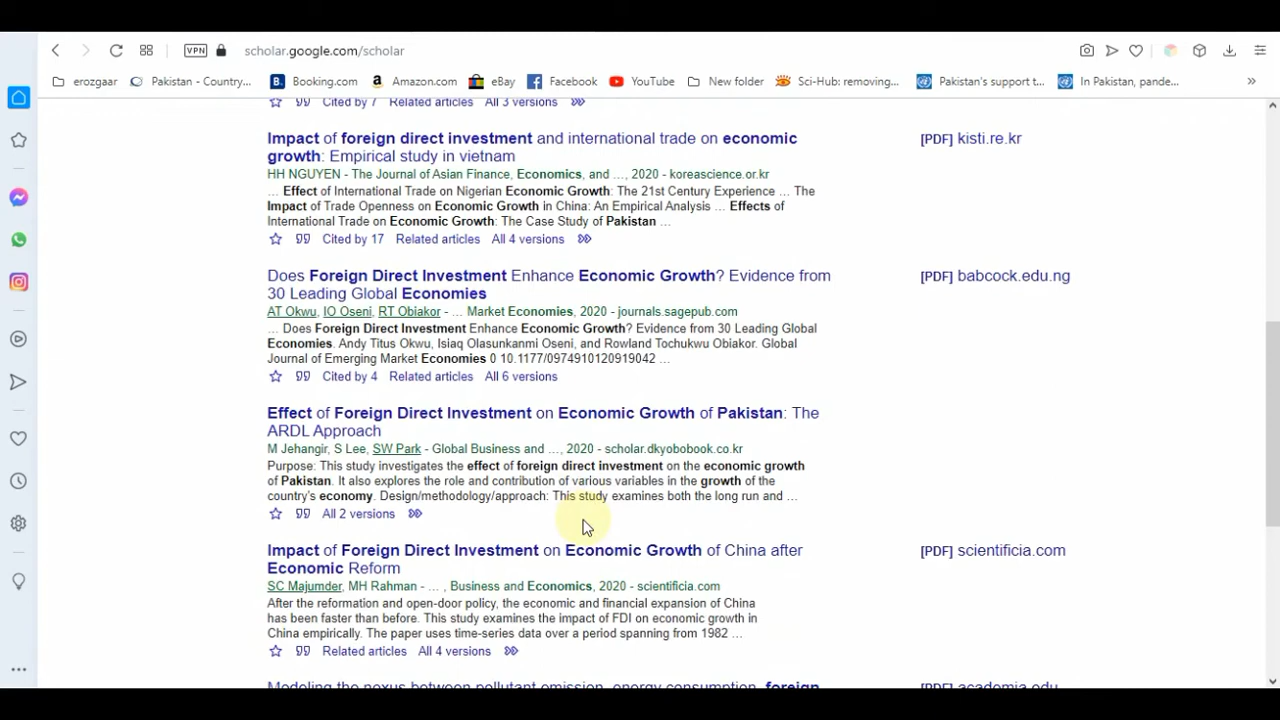 VPN scholar.google.com/scholar
erozgaar Pakistan - Country... Booking.com Amazon.com eBay Facebook YouTube New folder Sci-Hub: removing... Pakistan's support t... In Pakistan, pande... »
Cited by 7 Related articles All 3 versions
Impact of foreign direct investment and international trade on economic
growth: Empirical study in vietnam
[PDF] kisti.re.kr
HH NGUYEN - The Journal of Asian Finance, Economics, and …, 2020 - koreascience.or.kr
... Effect of International Trade on Nigerian Economic Growth: The 21st Century Experience ... The
Impact of Trade Openness on Economic Growth in China: An Empirical Analysis ... Effects of
International Trade on Economic Growth: The Case Study of Pakistan ...
Cited by 17 Related articles All 4 versions
Does Foreign Direct Investment Enhance Economic Growth? Evidence from
30 Leading Global Economies
[PDF] babcock.edu.ng
AT Okwu, IO Oseni, RT Obiakor - … Market Economies, 2020 - journals.sagepub.com
... Does Foreign Direct Investment Enhance Economic Growth? Evidence from 30 Leading Global
Economies. Andy Titus Okwu, Isiaq Olasunkanmi Oseni, and Rowland Tochukwu Obiakor. Global
Journal of Emerging Market Economies 0 10.1177/0974910120919042 ...
Cited by 4 Related articles All 6 versions
Effect of Foreign Direct Investment on Economic Growth of Pakistan: The
ARDL Approach
M Jehangir, S Lee, SW Park - Global Business and …, 2020 - scholar.dkyobobook.co.kr
Purpose: This study investigates the effect of foreign direct investment on the economic growth
of Pakistan. It also explores the role and contribution of various variables in the growth of the
country's economy. Design/methodology/approach: This study examines both the long run and ...
All 2 versions
Impact of Foreign Direct Investment on Economic Growth of China after
Economic Reform
[PDF] scientificia.com
SC Majumder, MH Rahman - … , Business and Economics, 2020 - scientificia.com
After the reformation and open-door policy, the economic and financial expansion of China
has been faster than before. This study examines the impact of FDI on economic growth in
China empirically. The paper uses time-series data over a period spanning from 1982 ...
Related articles All 4 versions
Modeling the nexus between pollutant emission, energy consumption, foreign
[PDF] academia.edu